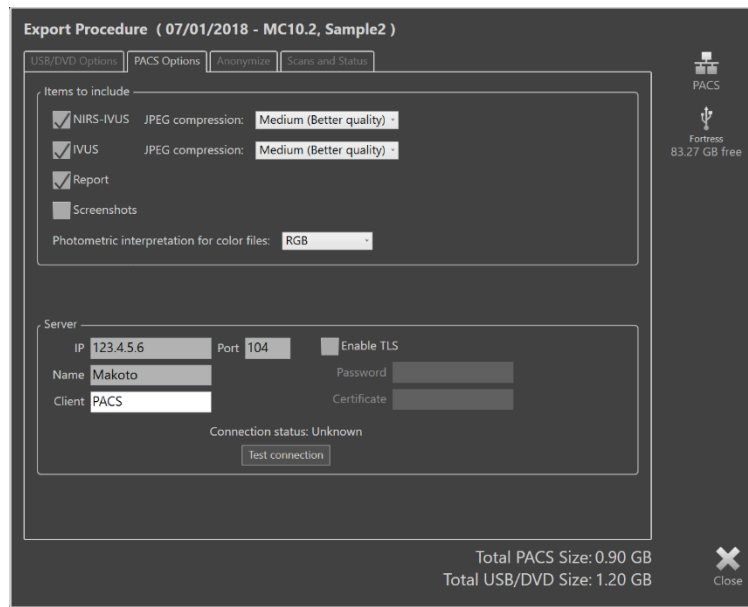 Export Procedure ( 07/01/2018 - MC10.2, Sample2 )
USB/DVD Options PACS Options Anonymize Scans and Status
Items to include
NIRS-IVUS JPEG compression: Medium (Better quality)
IVUS JPEG compression: Medium (Better quality)
Report
Screenshots
Photometric interpretation for color files: RGB
PACS
Fortress
83.27 GB free
Server
IP 123.4.5.6 Port 104 Enable TLS
Name Makoto Password
Client PACS Certificate
Connection status: Unknown
Test connection
Total PACS Size: 0.90 GB
Total USB/DVD Size: 1.20 GB
Close